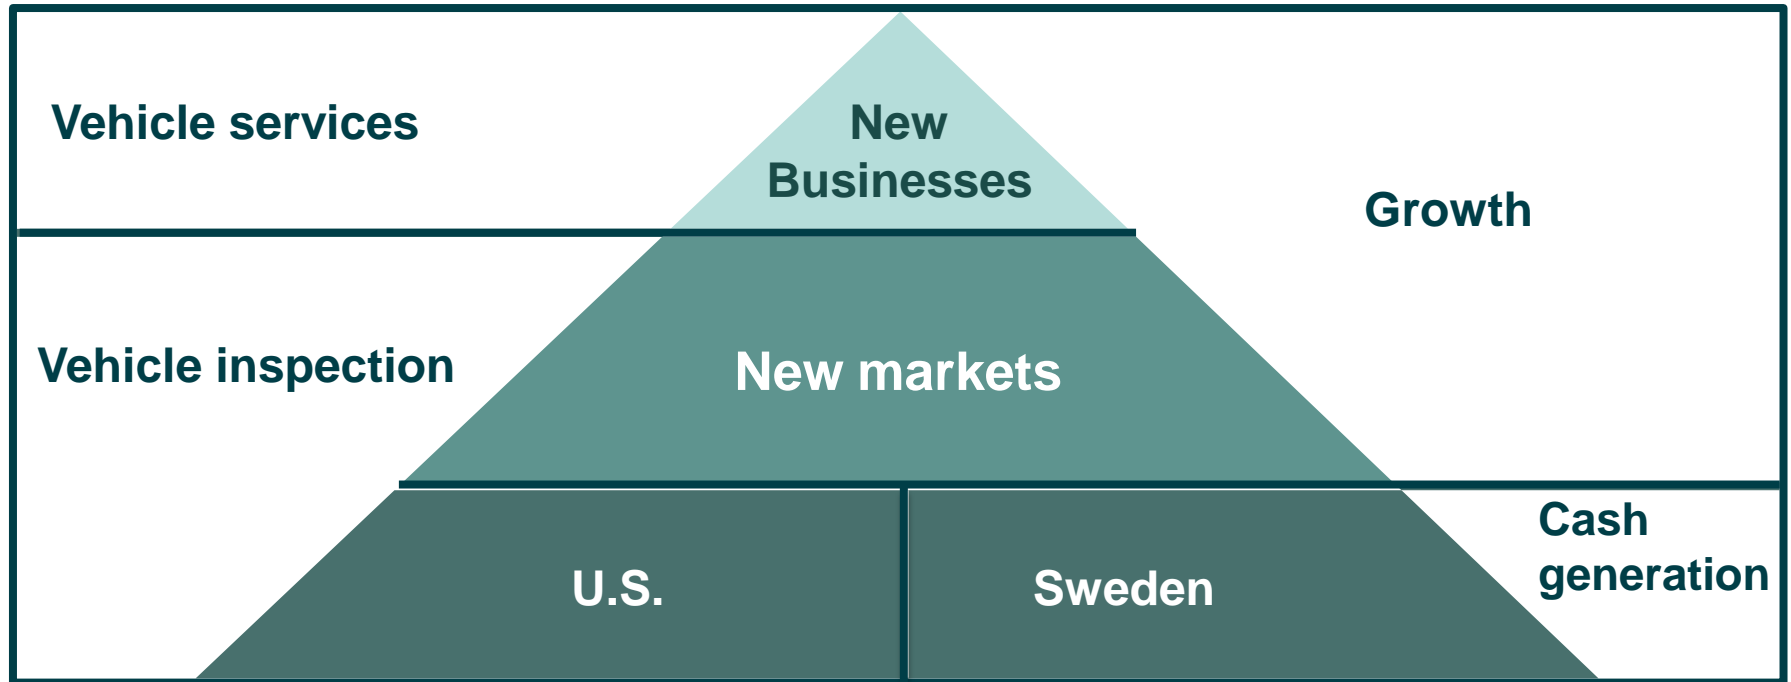 Vehicle services
New
Businesses
Growth
Vehicle inspection
New markets
U.S.
Sweden
Cash
generation